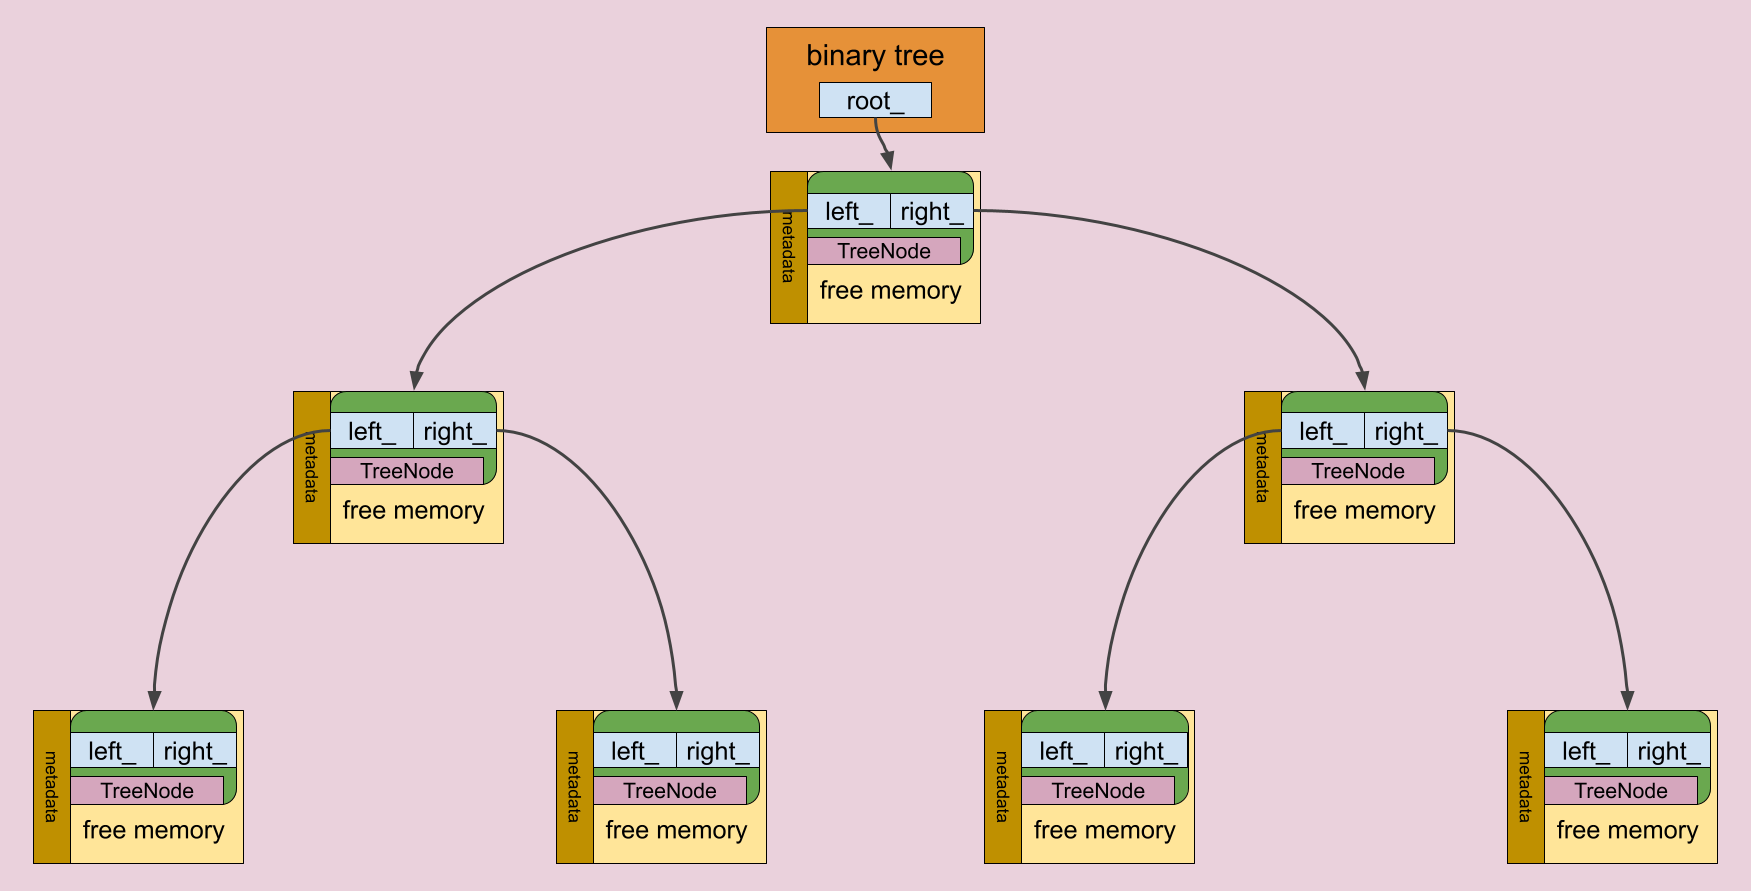 binary tree
root_
metadata
left_ right_
TreeNode
free memory
metadata
left_ right_
TreeNode
free memory
metadata
left_ right_
TreeNode
free memory
metadata
left_ right_
TreeNode
free memory
metadata
left_ right_
TreeNode
free memory
metadata
left_ right_
TreeNode
free memory
metadata
left_ right_
TreeNode
free memory